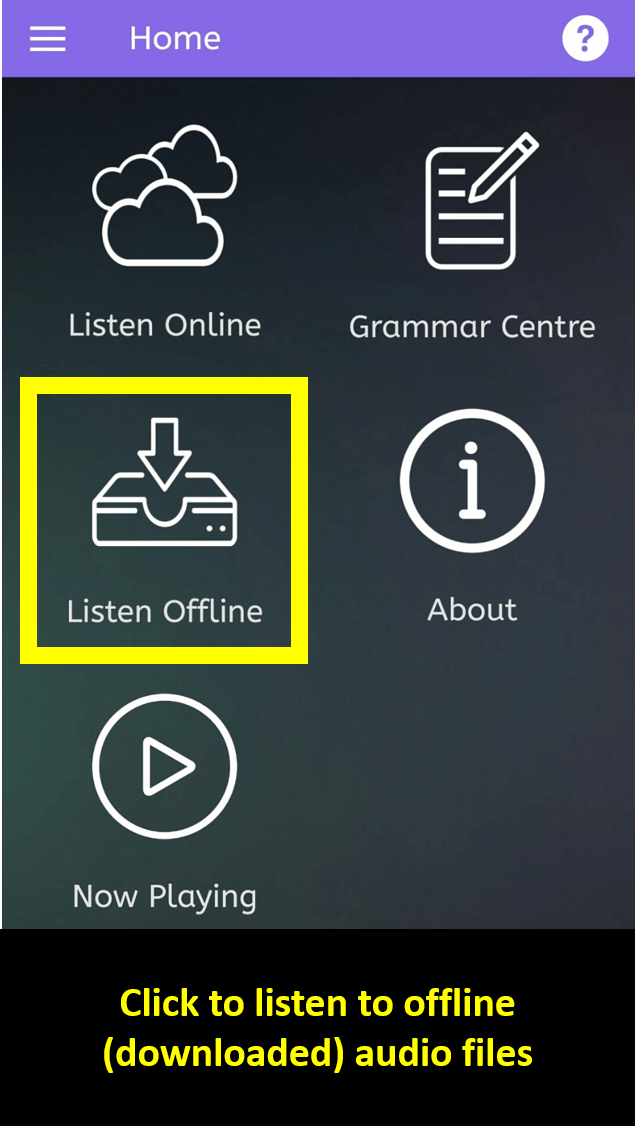 Home
?
Listen Online
Grammar Centre
Listen Offline
About
Now Playing
Click to listen to offline
(downloaded) audio files